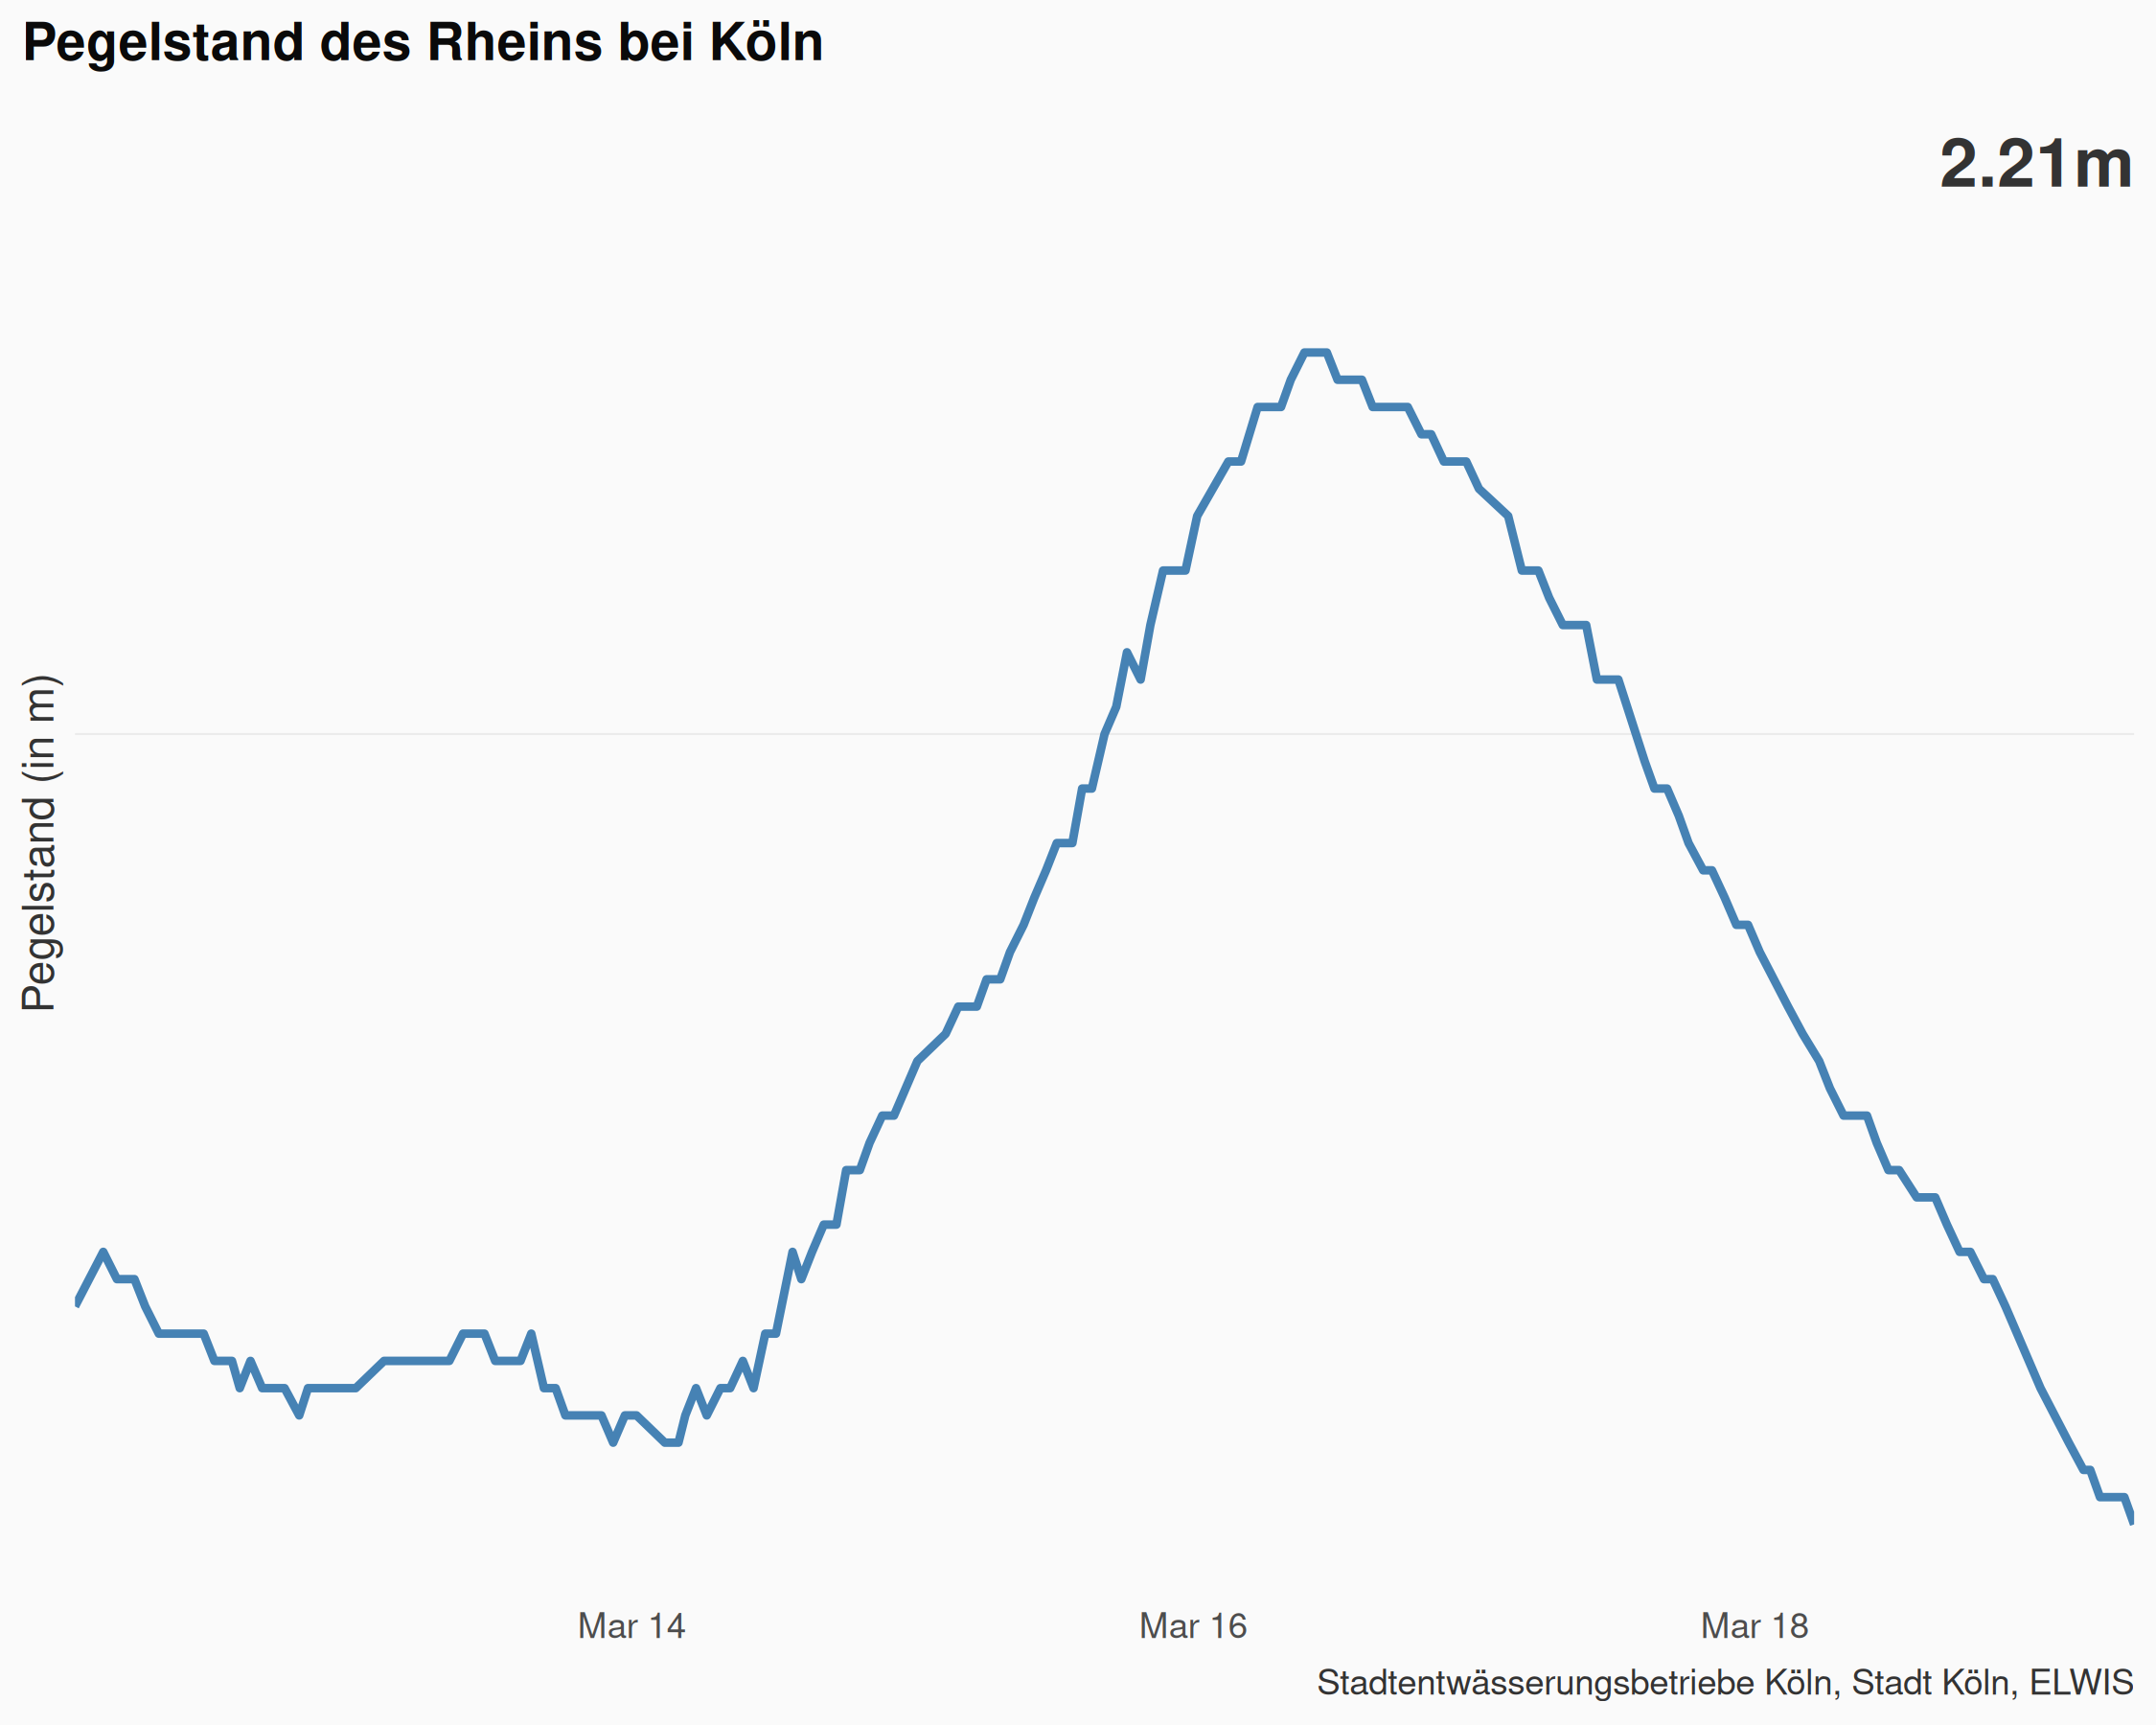 Pegelstand des Rheins bei Köln
2.21m
Pegelstand (in m)
Mar 14
Mar 16
Mar 18
Stadtentwässerungsbetriebe Köln, Stadt Köln, ELWIS